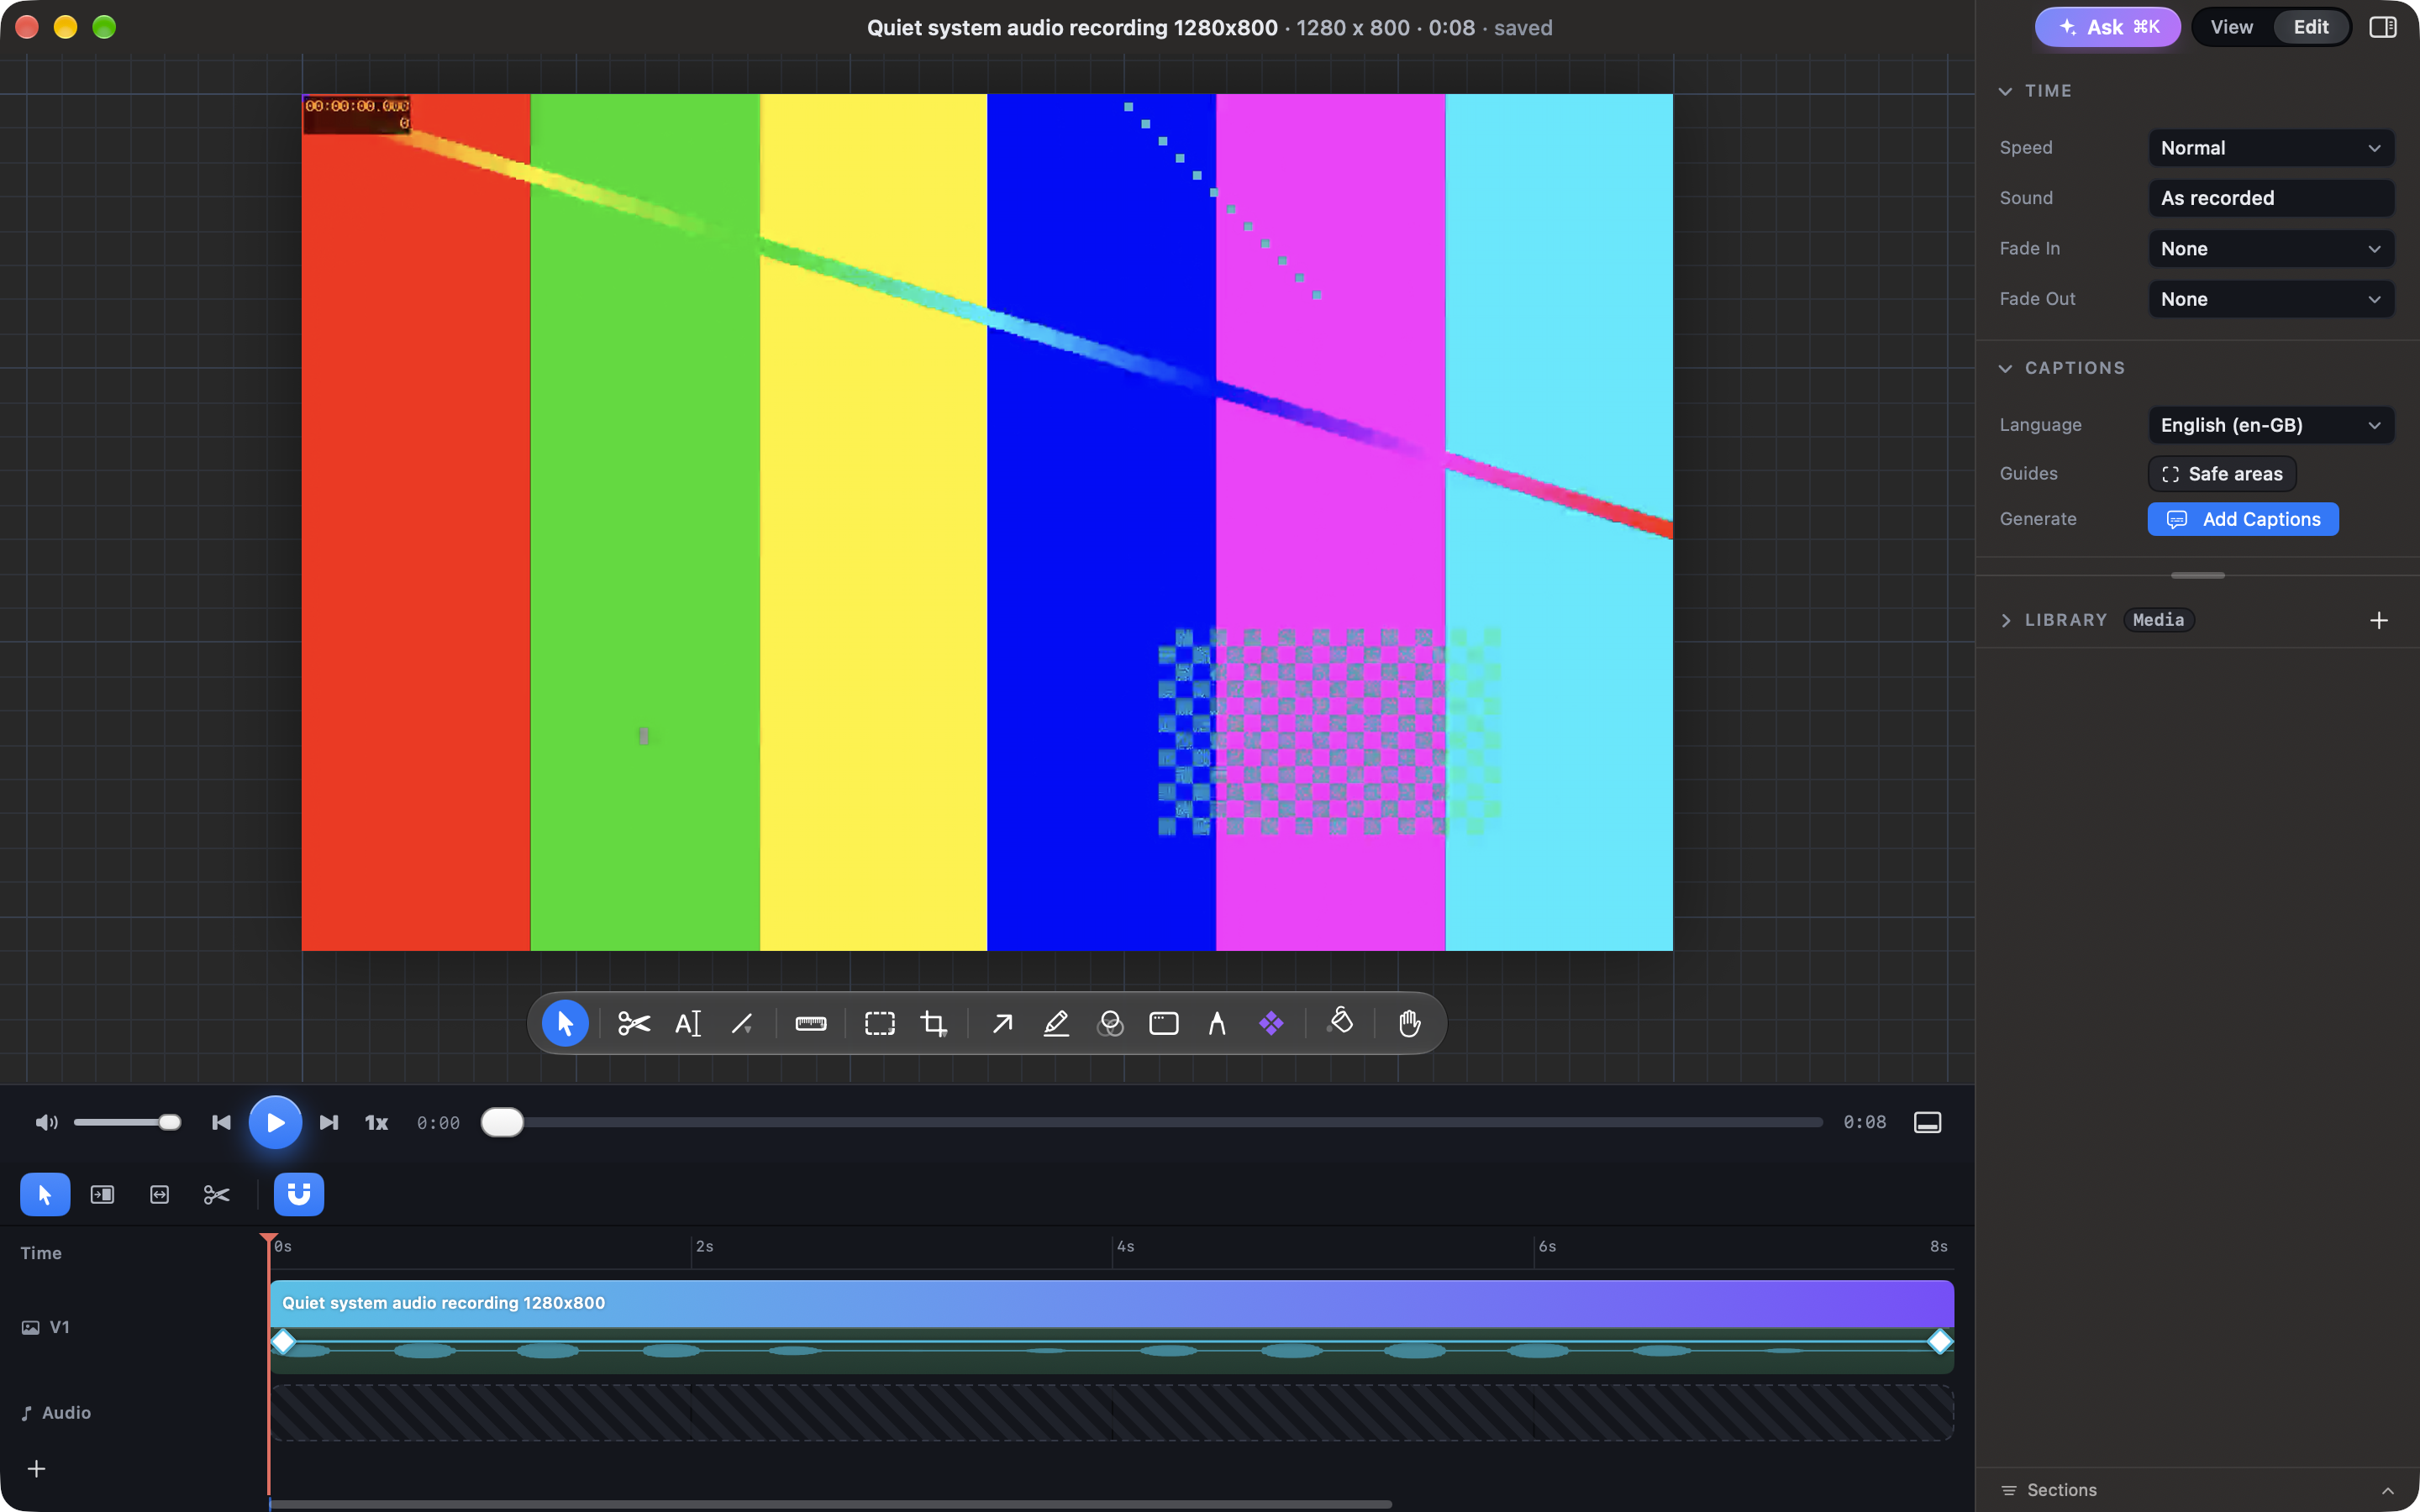 Quiet system audio recording 1280x800 · 1280 x 800 · 0:08 · saved
Ask ⌘K
View
Edit
00:00:00.000
0
TIME
Speed
Normal
Sound
As recorded
Fade In
None
Fade Out
None
CAPTIONS
Language
English (en-GB)
Guides
Safe areas
Generate
Add Captions
LIBRARY
Media
1x
0:00
0:08
Time
0s
2s
4s
6s
8s
Quiet system audio recording 1280x800
V1
Audio
Sections